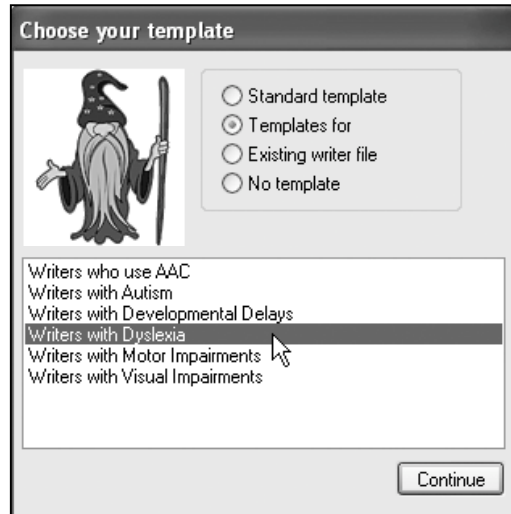 Choose your template
Standard template
Templates for
Existing writer file
No template
Writers who use AAC
Writers with Autism
Writers with Developmental Delays
Writers with Dyslexia
Writers with Motor Impairments
Writers with Visual Impairments
Continue